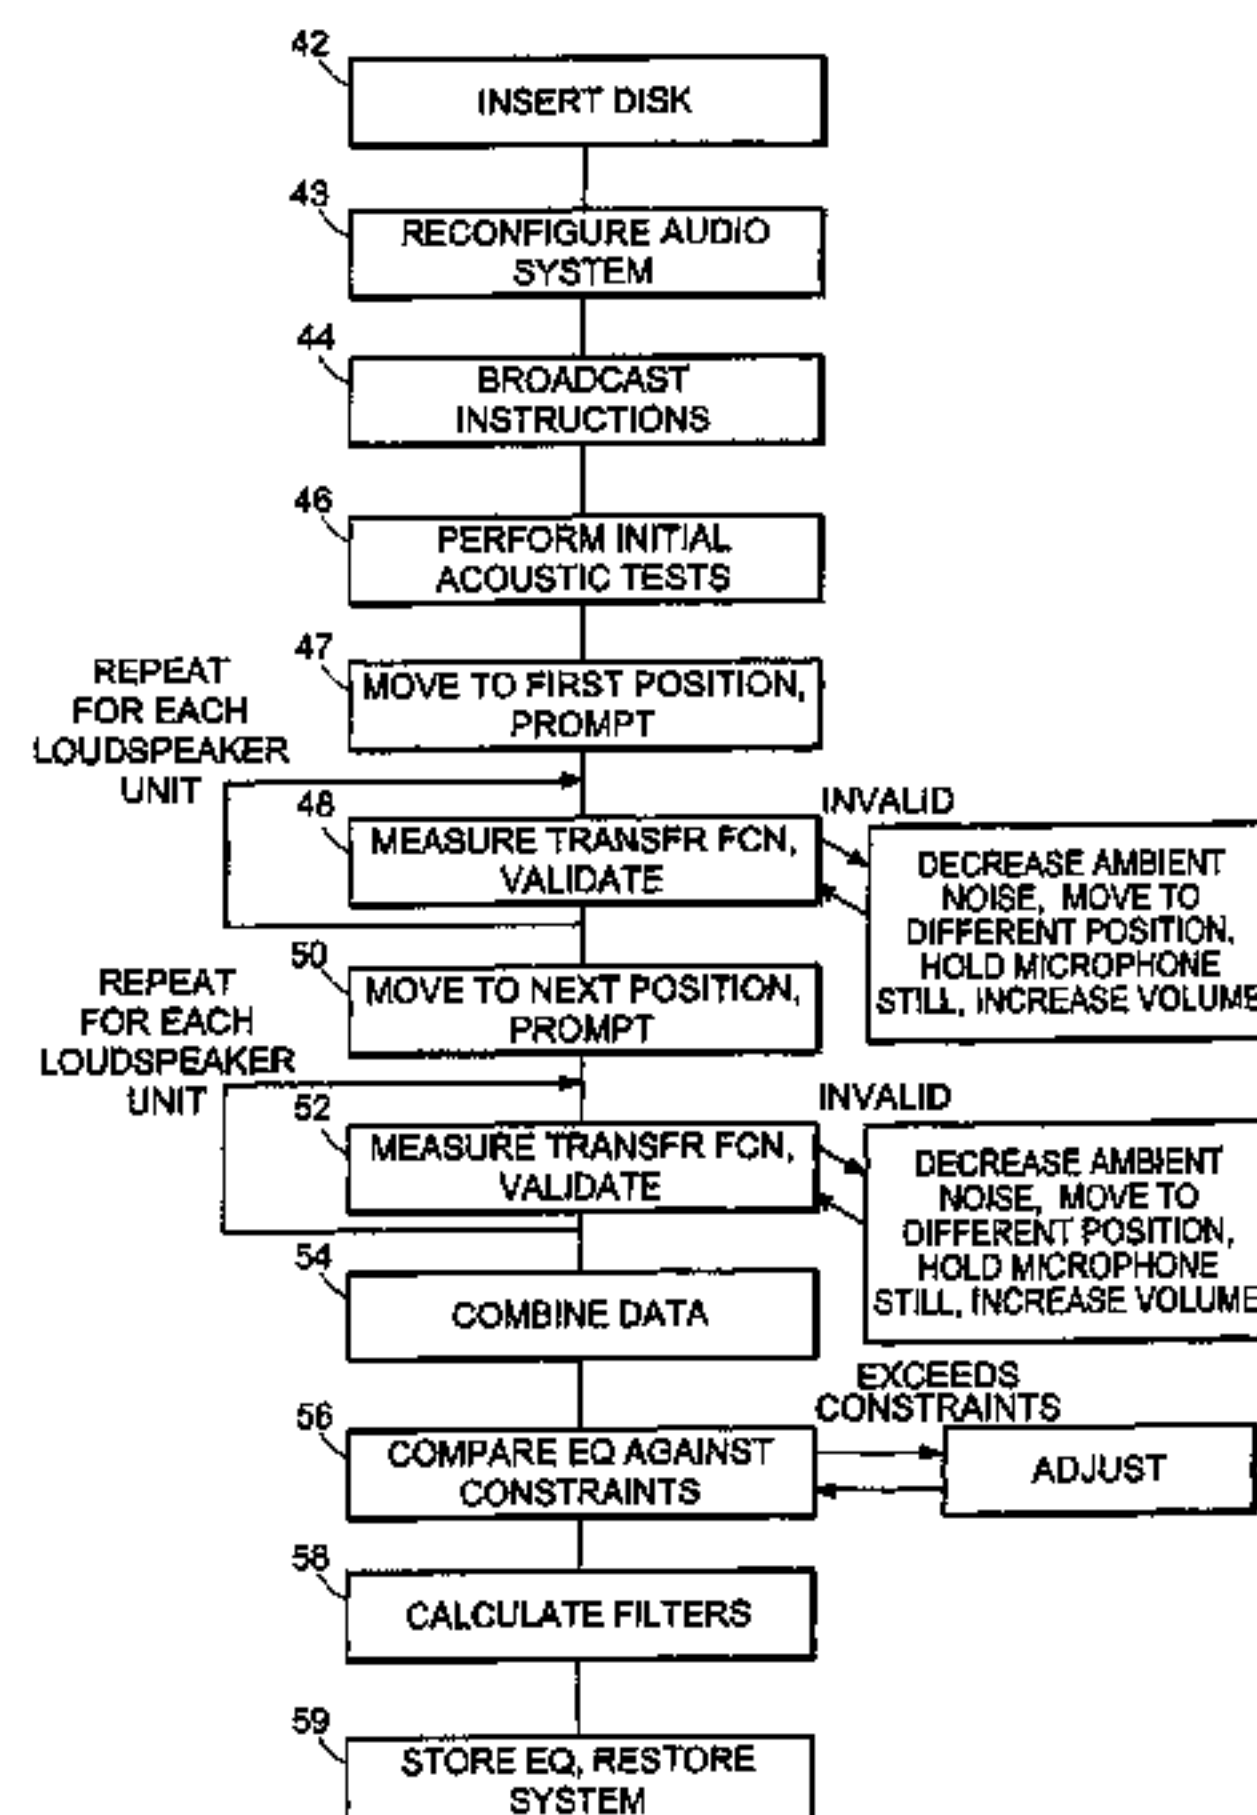 42
INSERT DISK
43
RECONFIGURE AUDIO
SYSTEM
44
BROADCAST
INSTRUCTIONS
46
PERFORM INITIAL
ACOUSTIC TESTS
47
MOVE TO FIRST POSITION,
PROMPT
REPEAT
FOR EACH
LOUDSPEAKER
UNIT
48
MEASURE TRANSFR FCN,
VALIDATE
INVALID
DECREASE AMBIENT
NOISE, MOVE TO
DIFFERENT POSITION,
HOLD MICROPHONE
STILL, INCREASE VOLUME
50
MOVE TO NEXT POSITION,
PROMPT
REPEAT
FOR EACH
LOUDSPEAKER
UNIT
52
MEASURE TRANSFR FCN,
VALIDATE
INVALID
DECREASE AMBIENT
NOISE, MOVE TO
DIFFERENT POSITION,
HOLD MICROPHONE
STILL, INCREASE VOLUME
54
COMBINE DATA
56
COMPARE EQ AGAINST
CONSTRAINTS
EXCEEDS
CONSTRAINTS
ADJUST
58
CALCULATE FILTERS
59
STORE EQ, RESTORE
SYSTEM